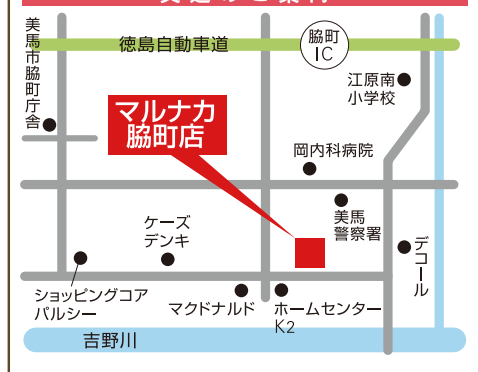 美馬市脇町庁舎
徳島自動車道
脇町
IC
江原南
小学校
マルナカ
脇町店
岡内科病院
美馬
警察署
ケーズ
デンキ
デコール
ショッピングコア
パルシー
マクドナルド
ホームセンター
K2
吉野川